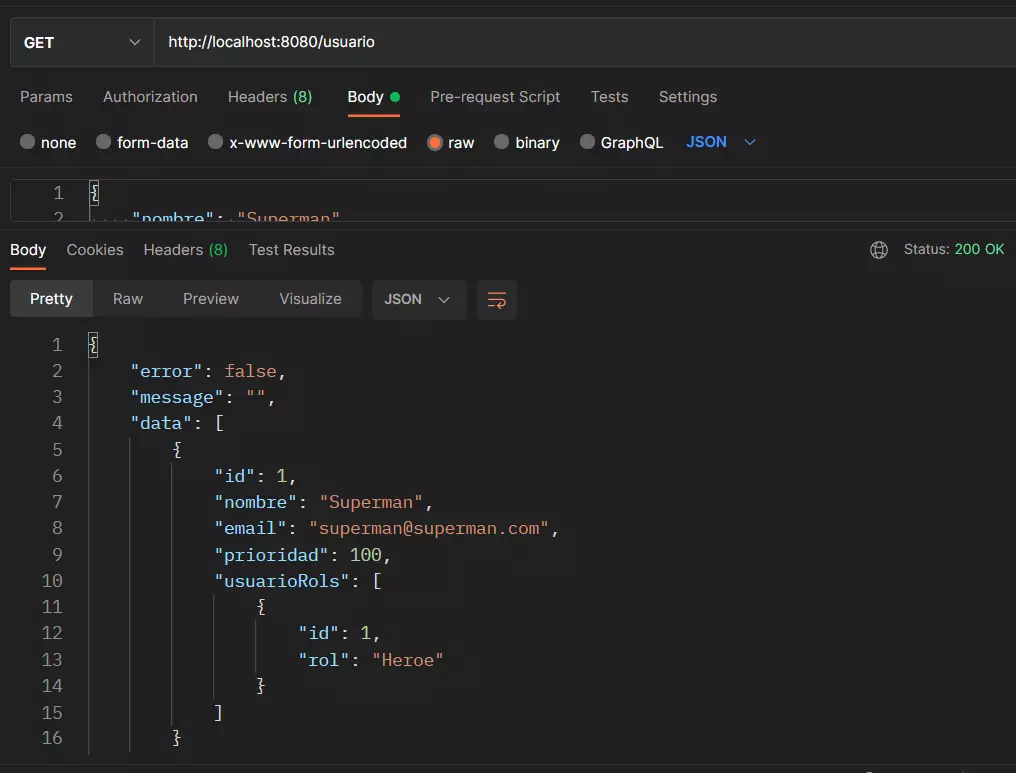 GET http://localhost:8080/usuario
Params Authorization Headers (8) Body Pre-request Script Tests Settings
none form-data x-www-form-urlencoded raw binary GraphQL JSON
1 {
2 ...."nombre":."Superman"
Body Cookies Headers (8) Test Results Status: 200 OK
Pretty Raw Preview Visualize JSON
1 {
2 "error": false,
3 "message": "",
4 "data": [
5 {
6 "id": 1,
7 "nombre": "Superman",
8 "email": "superman@superman.com",
9 "prioridad": 100,
10 "usuarioRols": [
11 {
12 "id": 1,
13 "rol": "Heroe"
14 }
15 ]
16 }